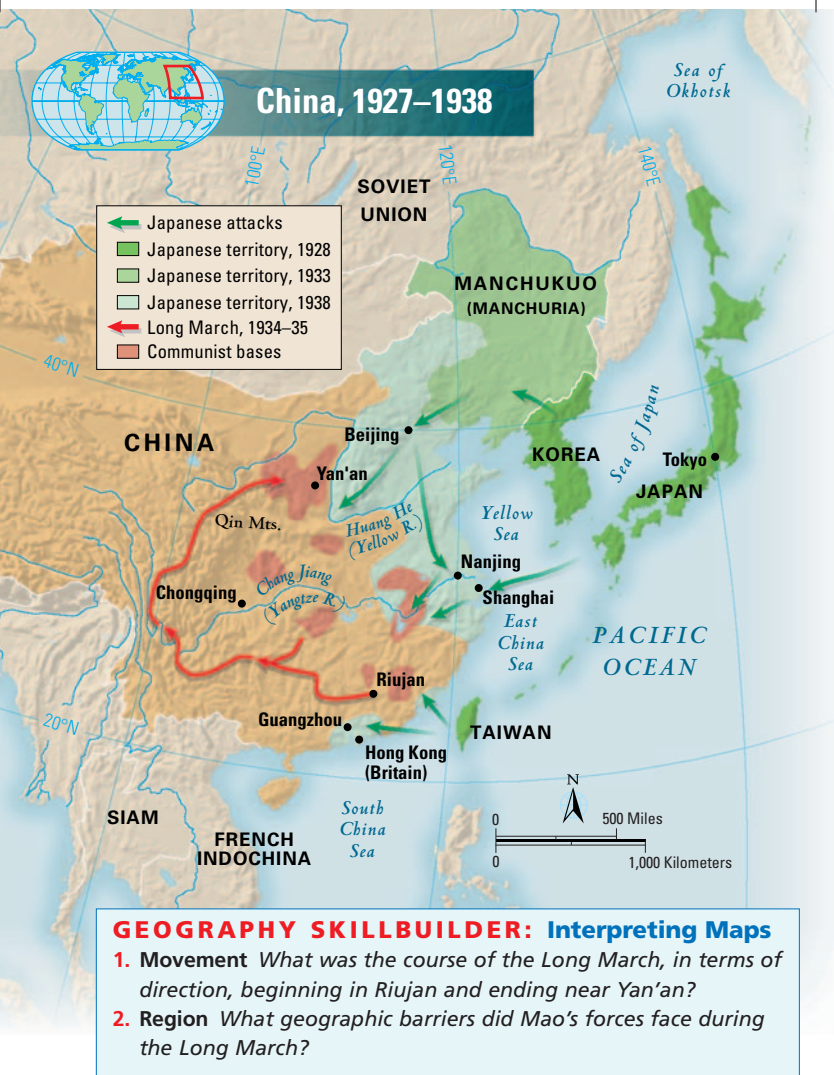 Sea of
Okhotsk
China, 1927–1938
100°E
120°E
140°E
SOVIET
UNION
Japanese attacks
Japanese territory, 1928
Japanese territory, 1933
Japanese territory, 1938
Long March, 1934–35
Communist bases
MANCHUKUO
(MANCHURIA)
40°N
CHINA
Beijing
KOREA
Sea of Japan
Tokyo
JAPAN
Yan'an
Qin Mts.
Huang He
(Yellow R.)
Yellow
Sea
Nanjing
Shanghai
Chongqing
Chang Jiang
(Yangtze R.)
East
China
Sea
PACIFIC
OCEAN
Riujan
20°N
Guangzhou
TAIWAN
Hong Kong
(Britain)
SIAM
FRENCH
INDOCHINA
South
China
Sea
N
0 500 Miles
0 1,000 Kilometers
GEOGRAPHY SKILLBUILDER: Interpreting Maps
1. Movement What was the course of the Long March, in terms of
direction, beginning in Riujan and ending near Yan'an?
2. Region What geographic barriers did Mao's forces face during
the Long March?